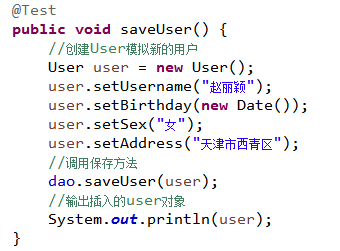 @Test
public void saveUser() {
//创建User模拟新的用户
User user = new User();
user.setUsername("赵丽颖");
user.setBirthday(new Date());
user.setSex("女");
user.setAddress("天津市西青区");
//调用保存方法
dao.saveUser(user);
//输出插入的user对象
System.out.println(user);
}